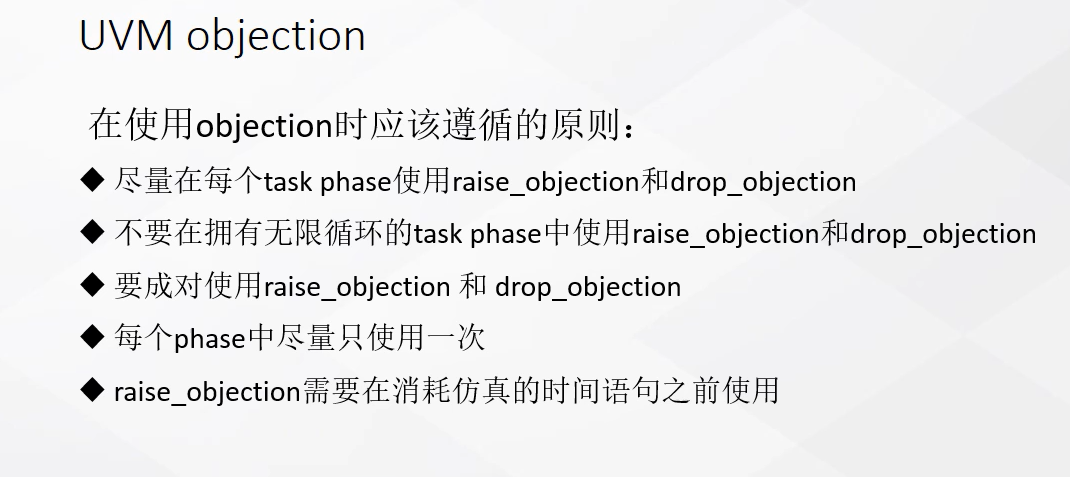 UVM objection
在使用objection时应该遵循的原则：
◆ 尽量在每个task phase使用raise_objection和drop_objection
◆ 不要在拥有无限循环的task phase中使用raise_objection和drop_objection
◆ 要成对使用raise_objection 和 drop_objection
◆ 每个phase中尽量只使用一次
◆ raise_objection需要在消耗仿真的时间语句之前使用